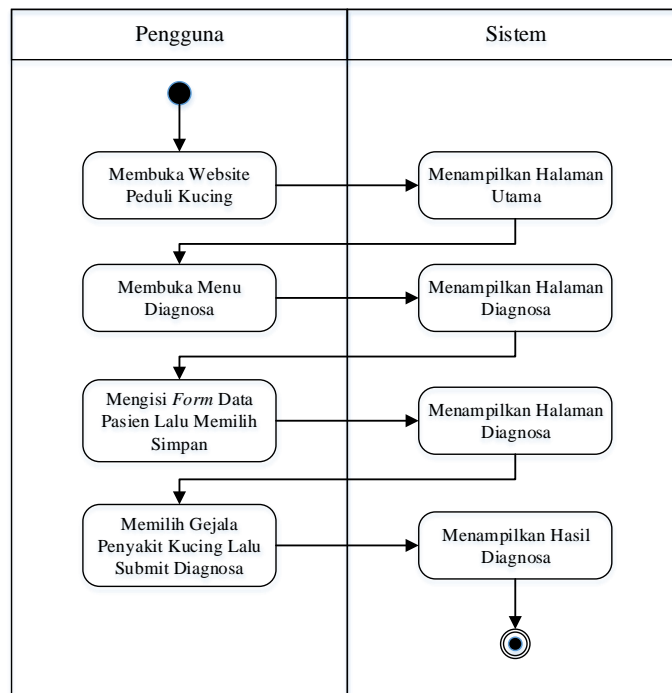 Pengguna
Sistem
Membuka Website
Peduli Kucing
Menampilkan Halaman
Utama
Membuka Menu
Diagnosa
Menampilkan Halaman
Diagnosa
Mengisi Form Data
Pasien Lalu Memilih
Simpan
Menampilkan Halaman
Diagnosa
Memilih Gejala
Penyakit Kucing Lalu
Submit Diagnosa
Menampilkan Hasil
Diagnosa